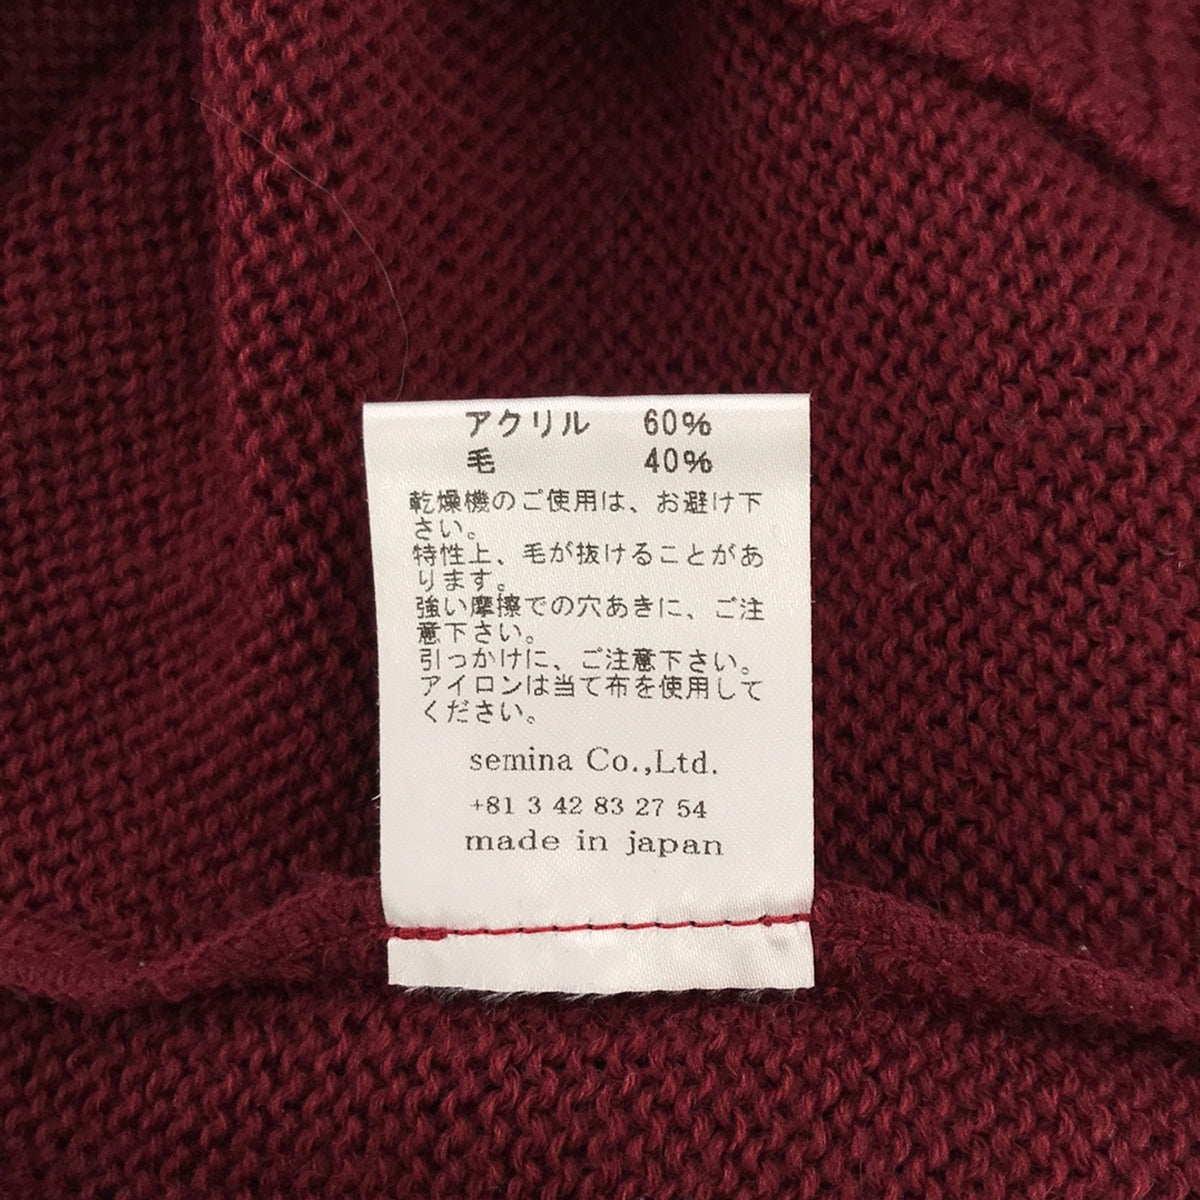 アクリル 60%
毛 40%
乾燥機のご使用は、お避け下
さい。
特性上、毛が抜けることがあ
ります。
強い摩擦での穴あきに、ご注
意下さい。
引っかけに、ご注意下さい。
アイロンは当て布を使用して
ください。
semina Co.,Ltd.
+81 3 42 83 27 54
made in japan